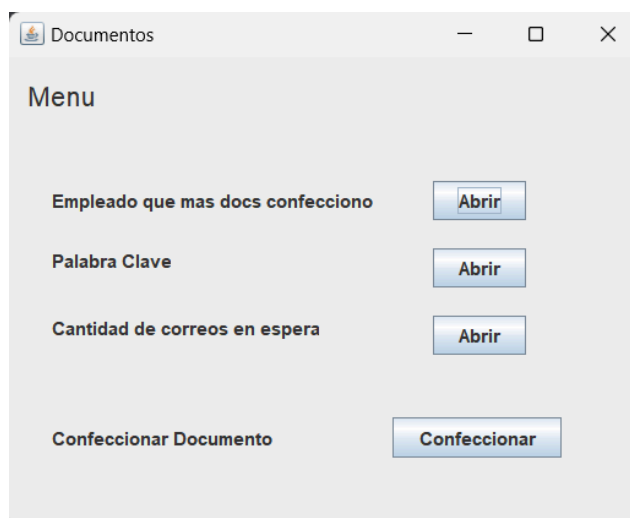 Documentos
Menu
Empleado que mas docs confecciono Abrir
Palabra Clave Abrir
Cantidad de correos en espera Abrir
Confeccionar Documento Confeccionar